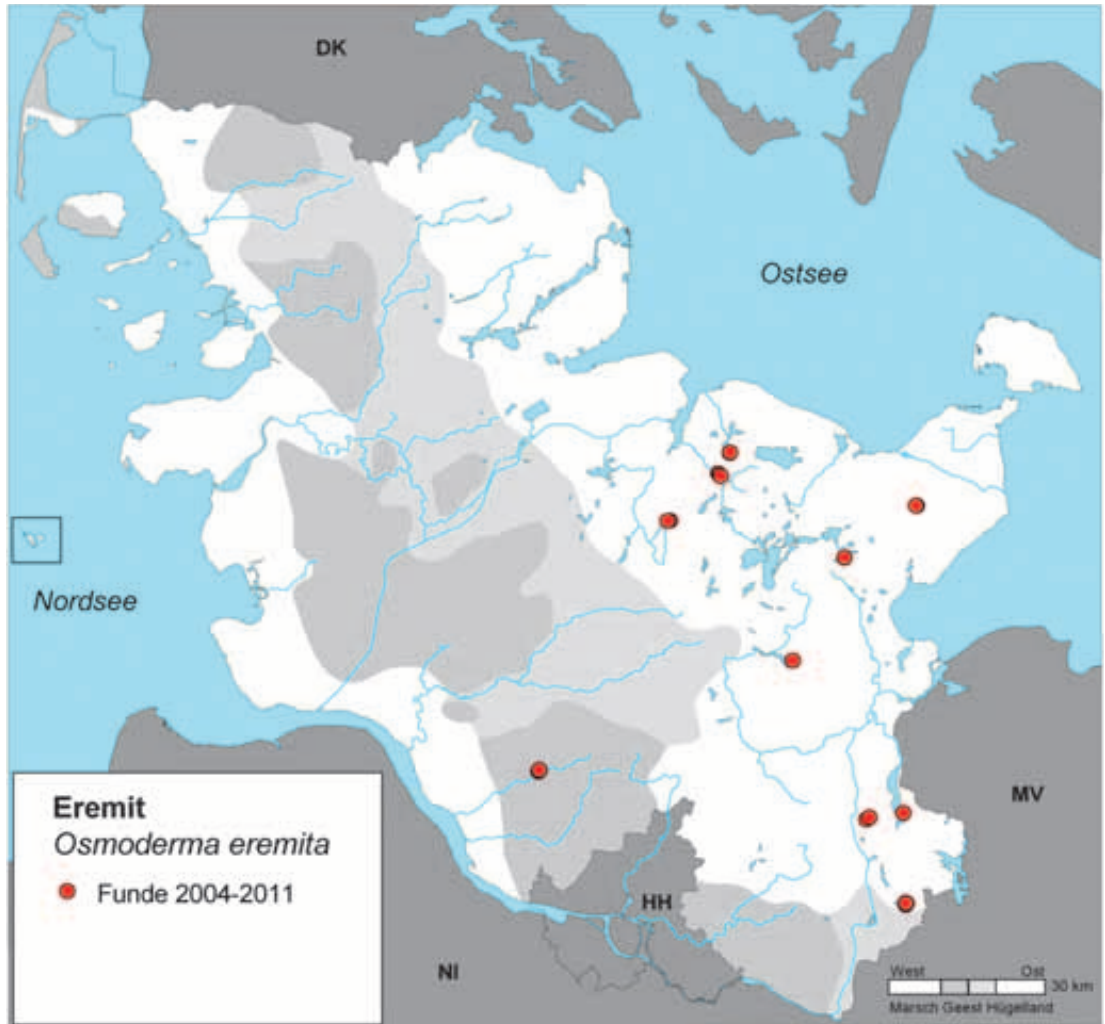 DK
Ostsee
Nordsee
Eremit
Osmoderma eremita
Funde 2004-2011
MV
HH
NI
West Ost
30 km
Marsch Geest Hügelland